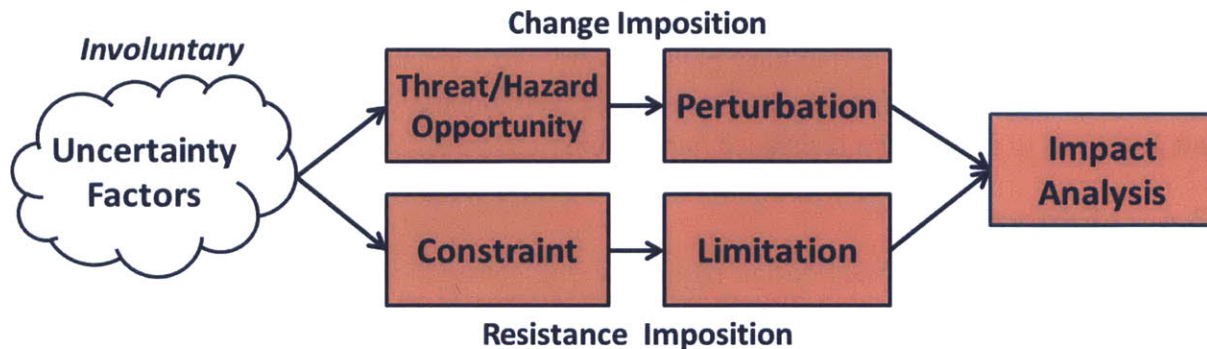 Change Imposition
Involuntary
Uncertainty
Factors
Threat/Hazard
Opportunity
Perturbation
Constraint
Limitation
Impact
Analysis
Resistance Imposition